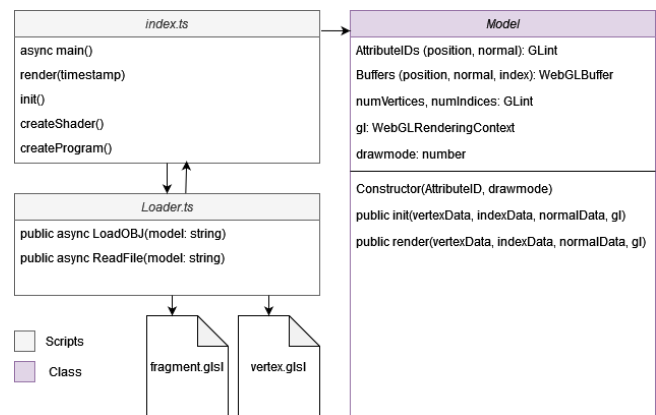 index.ts
async main()
render(timestamp)
init()
createShader()
createProgram()
Loader.ts
public async LoadOBJ(model: string)
public async ReadFile(model: string)
fragment.glsl
vertex.glsl
Scripts
Class
Model
AttributeIDs (position, normal): GLint
Buffers (position, normal, index): WebGLBuffer
numVertices, numIndices: GLint
gl: WebGLRenderingContext
drawmode: number
Constructor(AttributeID, drawmode)
public init(vertexData, indexData, normalData, gl)
public render(vertexData, indexData, normalData, gl)